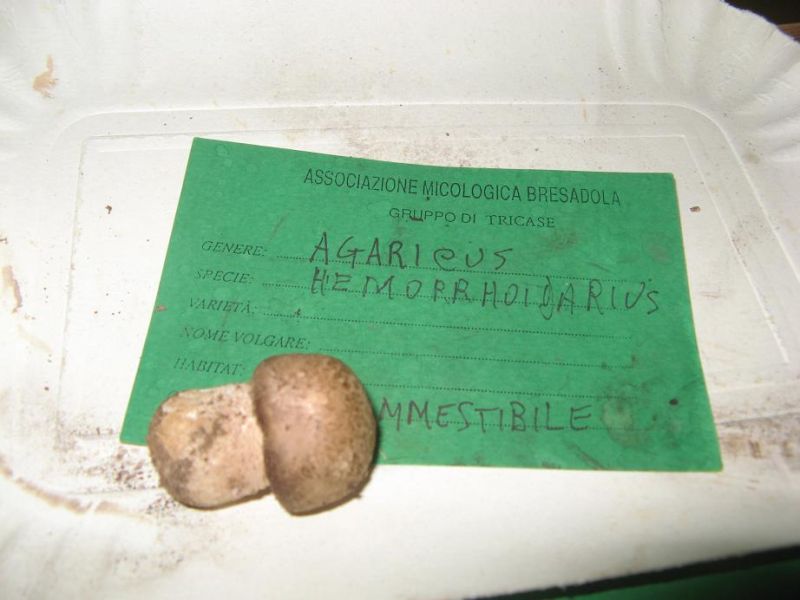 ASSOCIAZIONE MICOLOGICA BRESADOLA
GRUPPO DI TRICASE
GENERE: AGARICUS
SPECIE: HEMORRHOIDARIUS
VARIETÀ:
NOME VOLGARE:
HABITAT:
MMESTIBILE